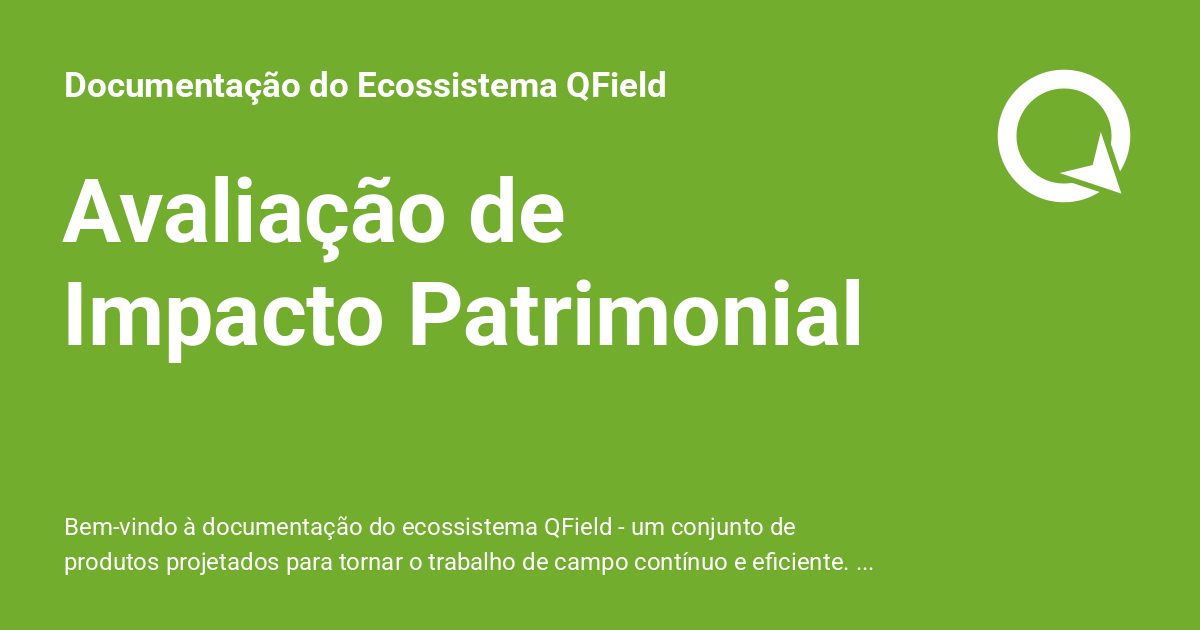 Documentação do Ecossistema QField
Avaliação de
Impacto Patrimonial
Bem-vindo à documentação do ecossistema QField - um conjunto de
produtos projetados para tornar o trabalho de campo contínuo e eficiente. ...